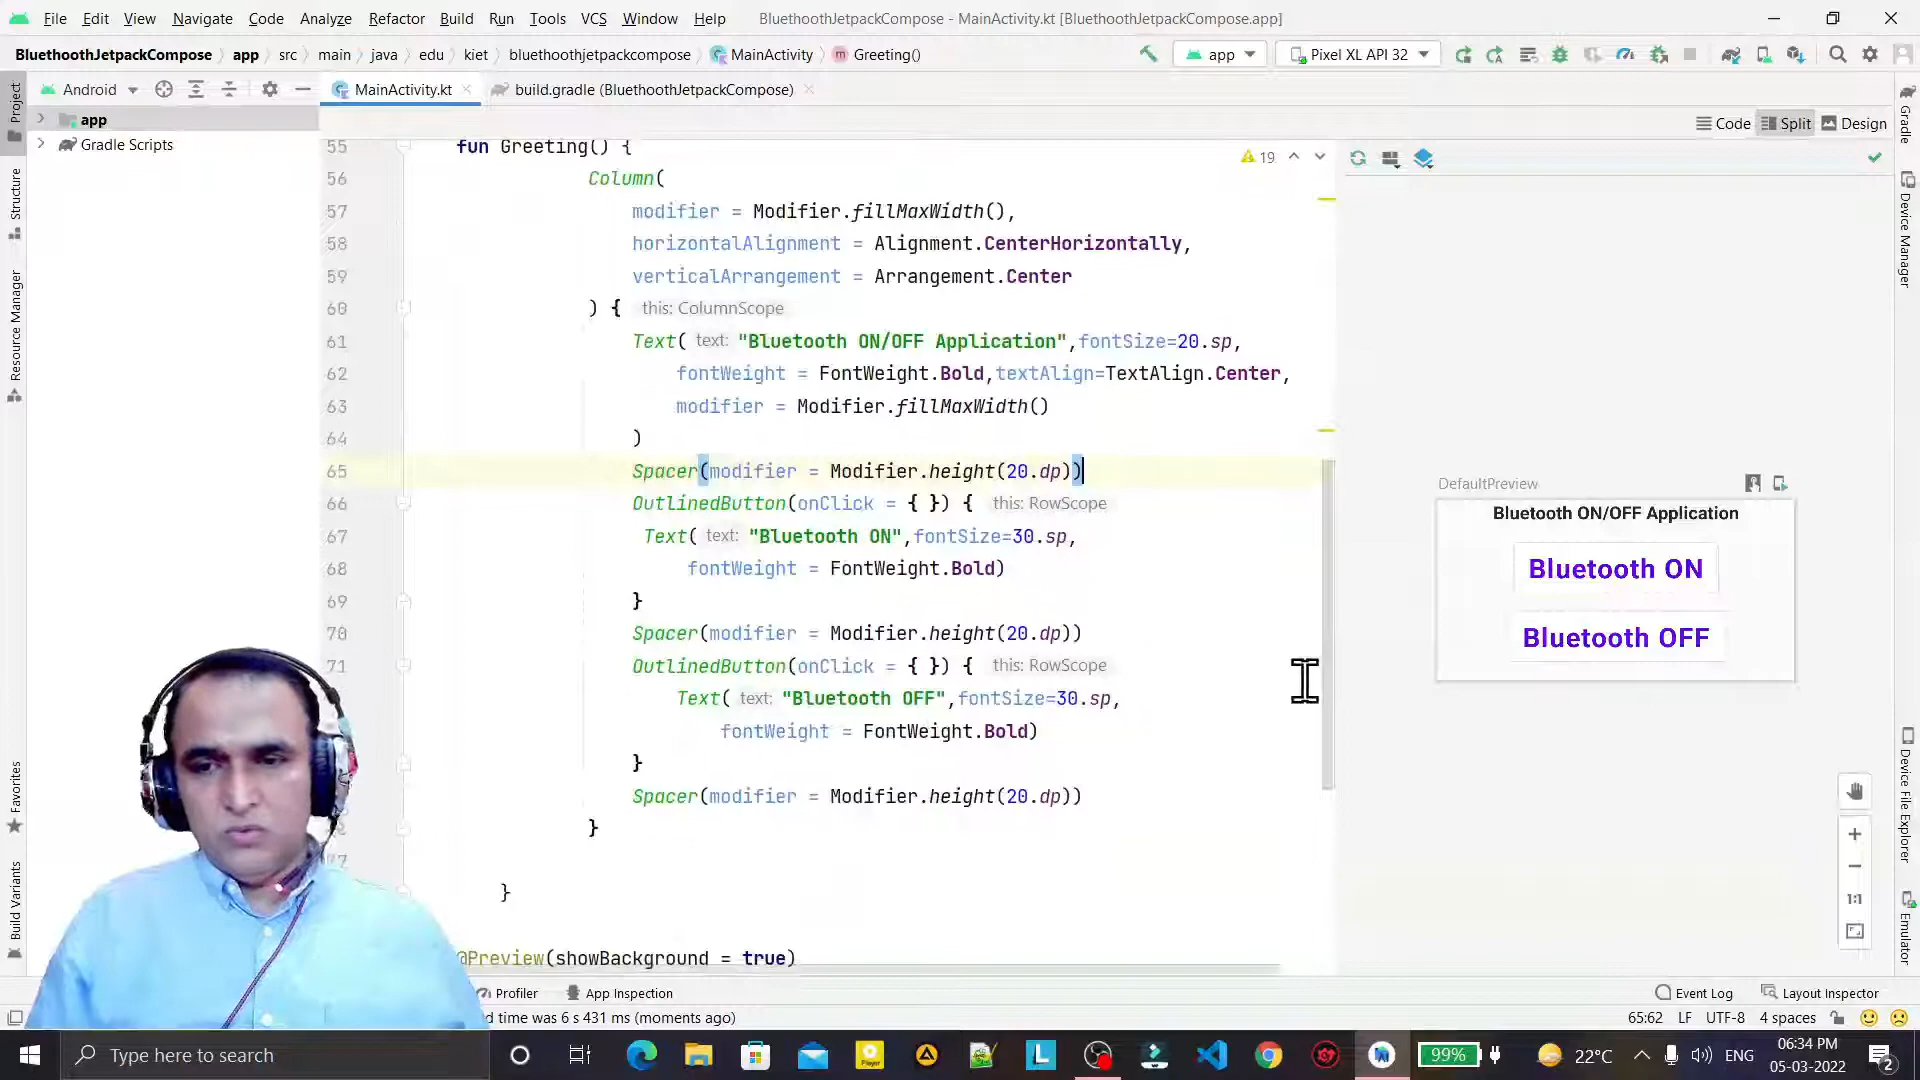 File Edit View Navigate Code Analyze Refactor Build Run Tools VCS Window Help BluethoothJetpackCompose - MainActivity.kt [BluethoothJetpackCompose.app]
BluethoothJetpackCompose app src main java edu kiet bluethoothjetpackcompose MainActivity Greeting() app Pixel XL API 32
Android MainActivity.kt build.gradle (BluethoothJetpackCompose)
app
Gradle Scripts
Code Split Design
Project
Structure
Resource Manager
Favorites
Build Variants
19
55 fun Greeting() {
56 Column(
57 modifier = Modifier.fillMaxWidth(),
58 horizontalAlignment = Alignment.CenterHorizontally,
59 verticalArrangement = Arrangement.Center
60 ) { this: ColumnScope
61 Text( text: "Bluetooth ON/OFF Application",fontSize=20.sp,
62 fontWeight = FontWeight.Bold,textAlign=TextAlign.Center,
63 modifier = Modifier.fillMaxWidth()
64 )
65 Spacer(modifier = Modifier.height(20.dp))
66 OutlinedButton(onClick = { }) { this: RowScope
67 Text( text: "Bluetooth ON",fontSize=30.sp,
68 fontWeight = FontWeight.Bold)
69 }
70 Spacer(modifier = Modifier.height(20.dp))
71 OutlinedButton(onClick = { }) { this: RowScope
Text( text: "Bluetooth OFF",fontSize=30.sp,
fontWeight = FontWeight.Bold)
}
Spacer(modifier = Modifier.height(20.dp))
}
}
@Preview(showBackground = true)
DefaultPreview
Bluetooth ON/OFF Application
Bluetooth ON
Bluetooth OFF
1:1
Gradle
Device Manager
Device File Explorer
Emulator
Profiler App Inspection Event Log Layout Inspector
d time was 6 s 431 ms (moments ago) 65:62 LF UTF-8 4 spaces
Type here to search 99% 22°C ENG 06:34 PM
05-03-2022
2